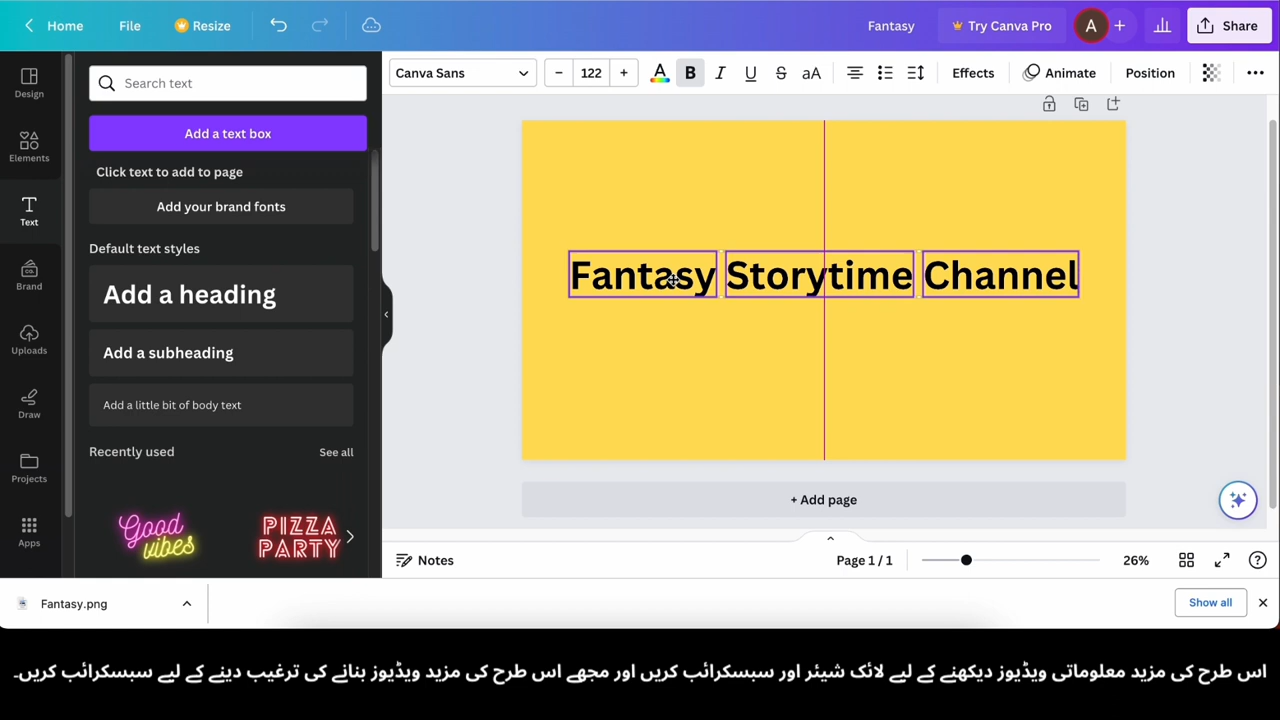 Home
File
Resize
Fantasy
Try Canva Pro
A
Share
Design
Elements
Text
Brand
Uploads
Draw
Projects
Apps
Search text
Add a text box
Click text to add to page
Add your brand fonts
Default text styles
Add a heading
Add a subheading
Add a little bit of body text
Recently used
See all
Good vibes
PIZZA PARTY
Canva Sans
122
A
B
I
U
S
aA
Effects
Animate
Position
Fantasy Storytime Channel
+ Add page
Notes
Page 1 / 1
26%
Fantasy.png
Show all
اس طرح کی مزید معلوماتی ویڈیوز دیکھنے کے لیے لائک شیئر اور سبسکرائب کریں اور مجھے اس طرح کی مزید ویڈیوز بنانے کی ترغیب دینے کے لیے سبسکرائب کریں۔